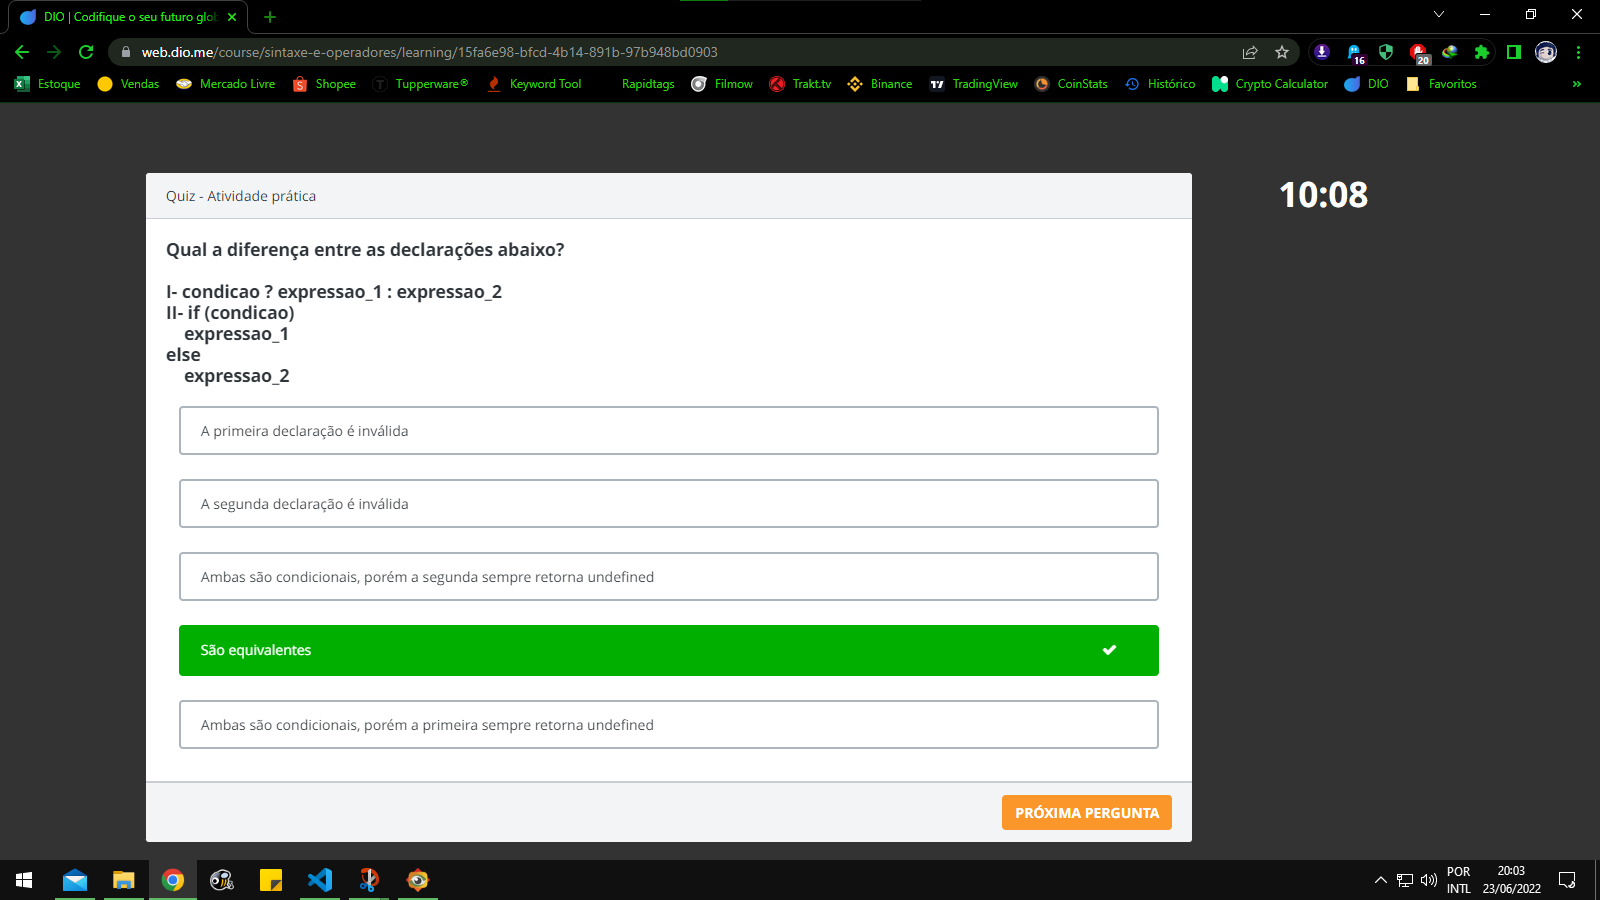 DIO | Codifique o seu futuro glob
web.dio.me/course/sintaxe-e-operadores/learning/15fa6e98-bfcd-4b14-891b-97b948bd0903
16
20
Estoque
Vendas
Mercado Livre
Shopee
Tupperware®
Keyword Tool
Rapidtags
Filmow
Trakt.tv
Binance
TradingView
CoinStats
Histórico
Crypto Calculator
DIO
Favoritos
»
Quiz - Atividade prática
10:08
Qual a diferença entre as declarações abaixo?
I- condicao ? expressao_1 : expressao_2
II- if (condicao)
expressao_1
else
expressao_2
A primeira declaração é inválida
A segunda declaração é inválida
Ambas são condicionais, porém a segunda sempre retorna undefined
São equivalentes
Ambas são condicionais, porém a primeira sempre retorna undefined
PRÓXIMA PERGUNTA
POR
INTL
20:03
23/06/2022